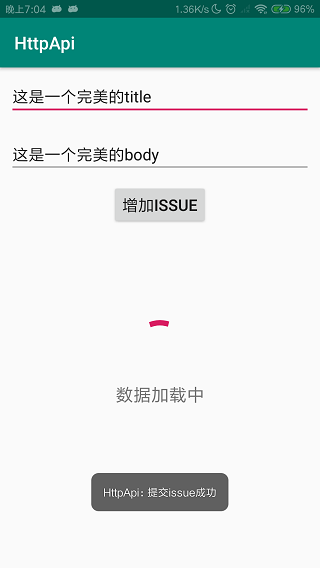 晚上7:04 1.36K/s 96%
HttpApi
这是一个完美的title
这是一个完美的body
增加ISSUE
数据加载中
HttpApi：提交issue成功